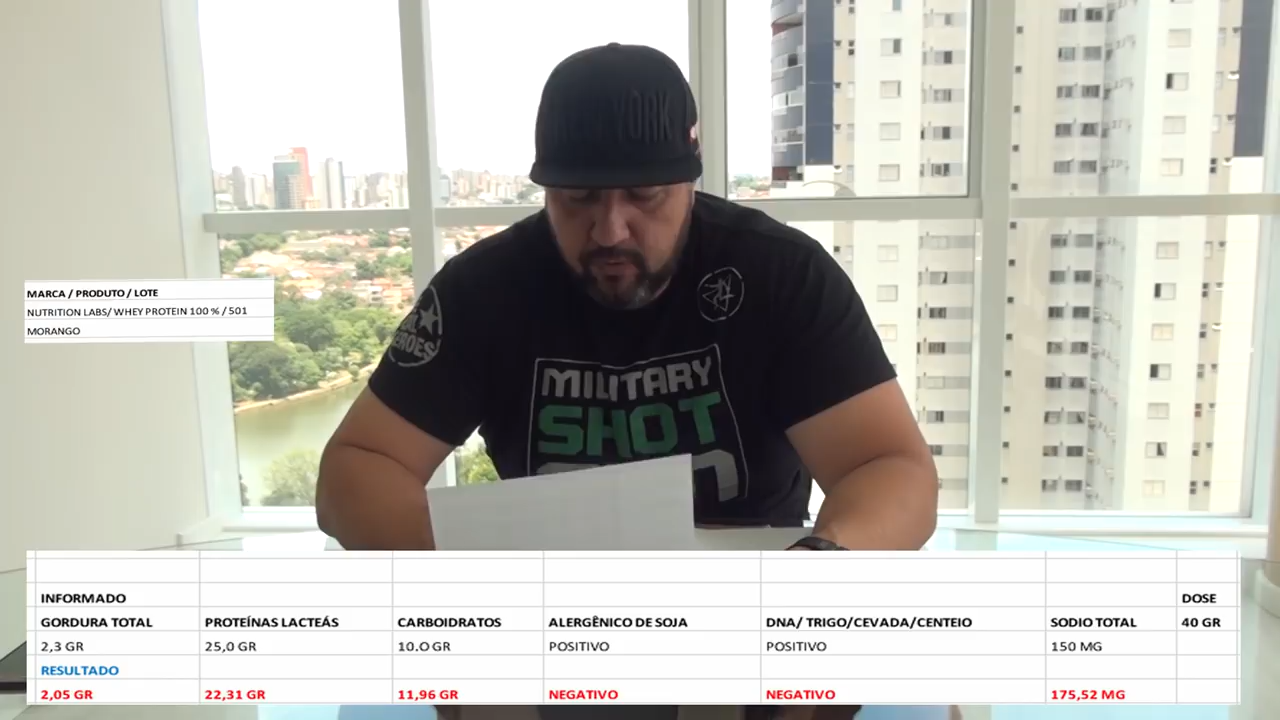 NEW YORK
MARCA / PRODUTO / LOTE
NUTRITION LABS/ WHEY PROTEIN 100 % / 501
MORANGO
HEROES
MILITARY
SHOT
INFORMADO DOSE
GORDURA TOTAL PROTEÍNAS LACTEÁS CARBOIDRATOS ALERGÊNICO DE SOJA DNA/ TRIGO/CEVADA/CENTEIO SODIO TOTAL 40 GR
2,3 GR 25,0 GR 10.O GR POSITIVO POSITIVO 150 MG
RESULTADO
2,05 GR 22,31 GR 11,96 GR NEGATIVO NEGATIVO 175,52 MG